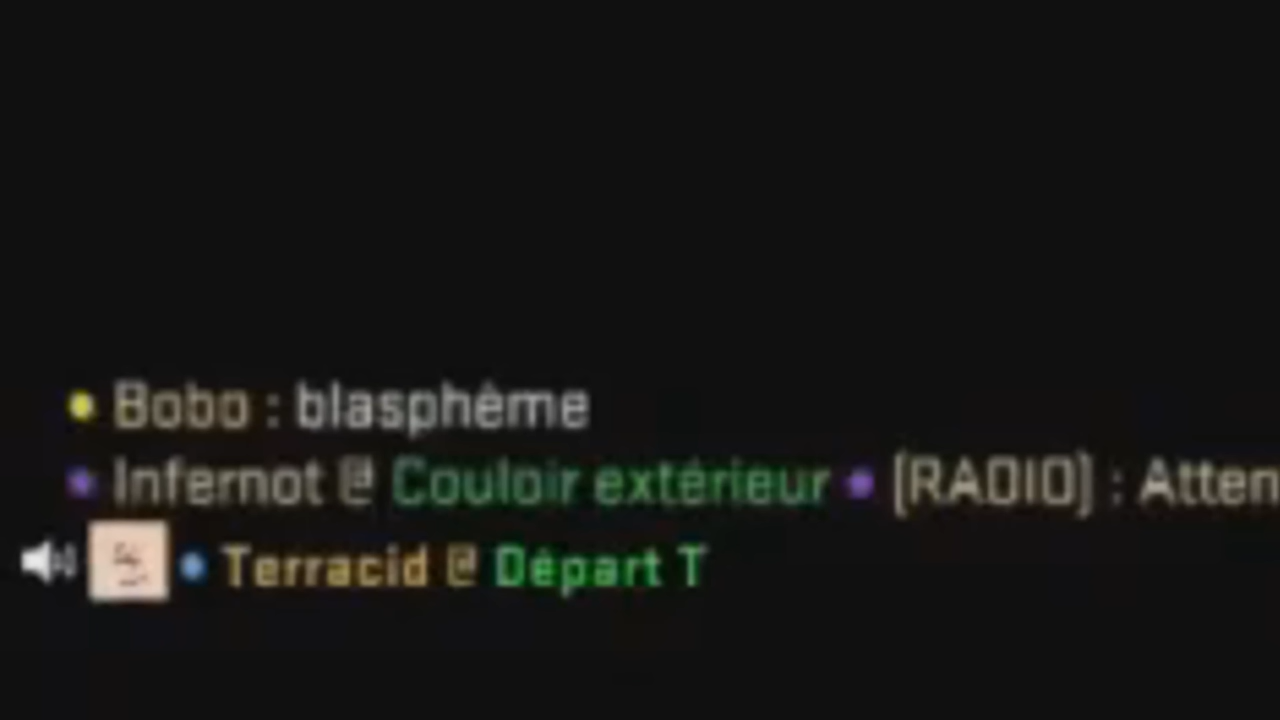 Bobo : blasphème
Infernot @ Couloir extérieur • (RADIO) : Atten
Terracid @ Départ T